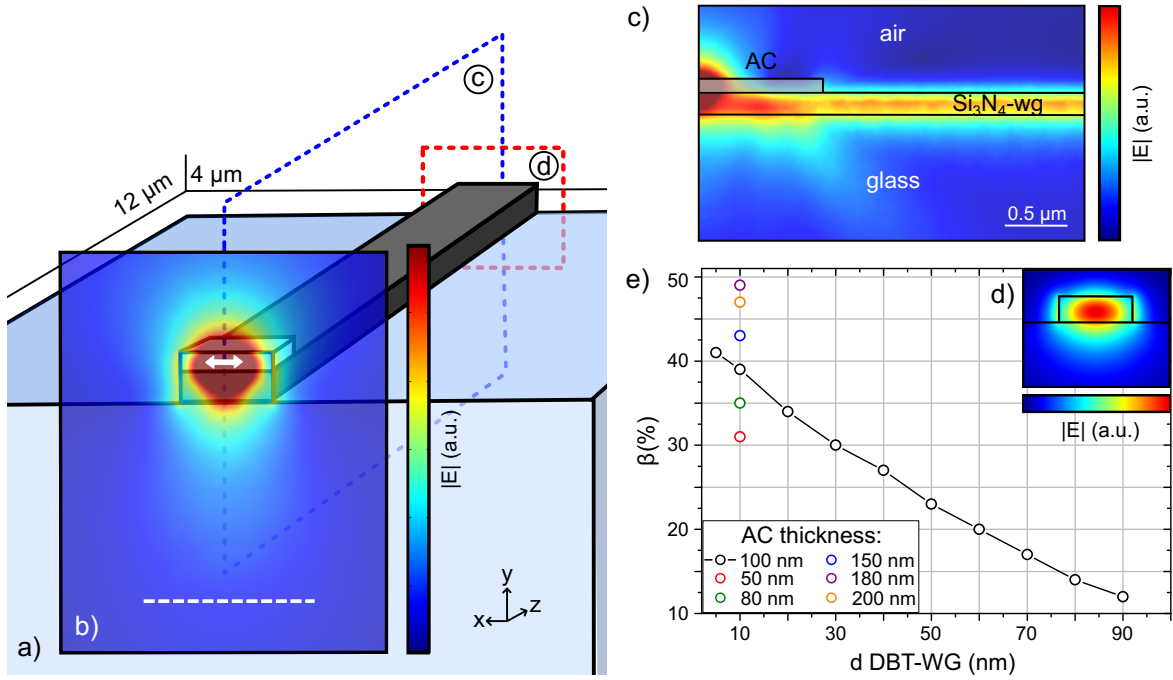 12 µm
4 µm
c
d
|E| (a.u.)
y
x
z
a)
b)
c)
air
AC
Si₃N₄-wg
glass
0.5 µm
|E| (a.u.)
e)
d)
|E| (a.u.)
β(%)
50
40
30
20
10
AC thickness:
100 nm
150 nm
50 nm
180 nm
80 nm
200 nm
10
30
50
70
90
d DBT-WG (nm)